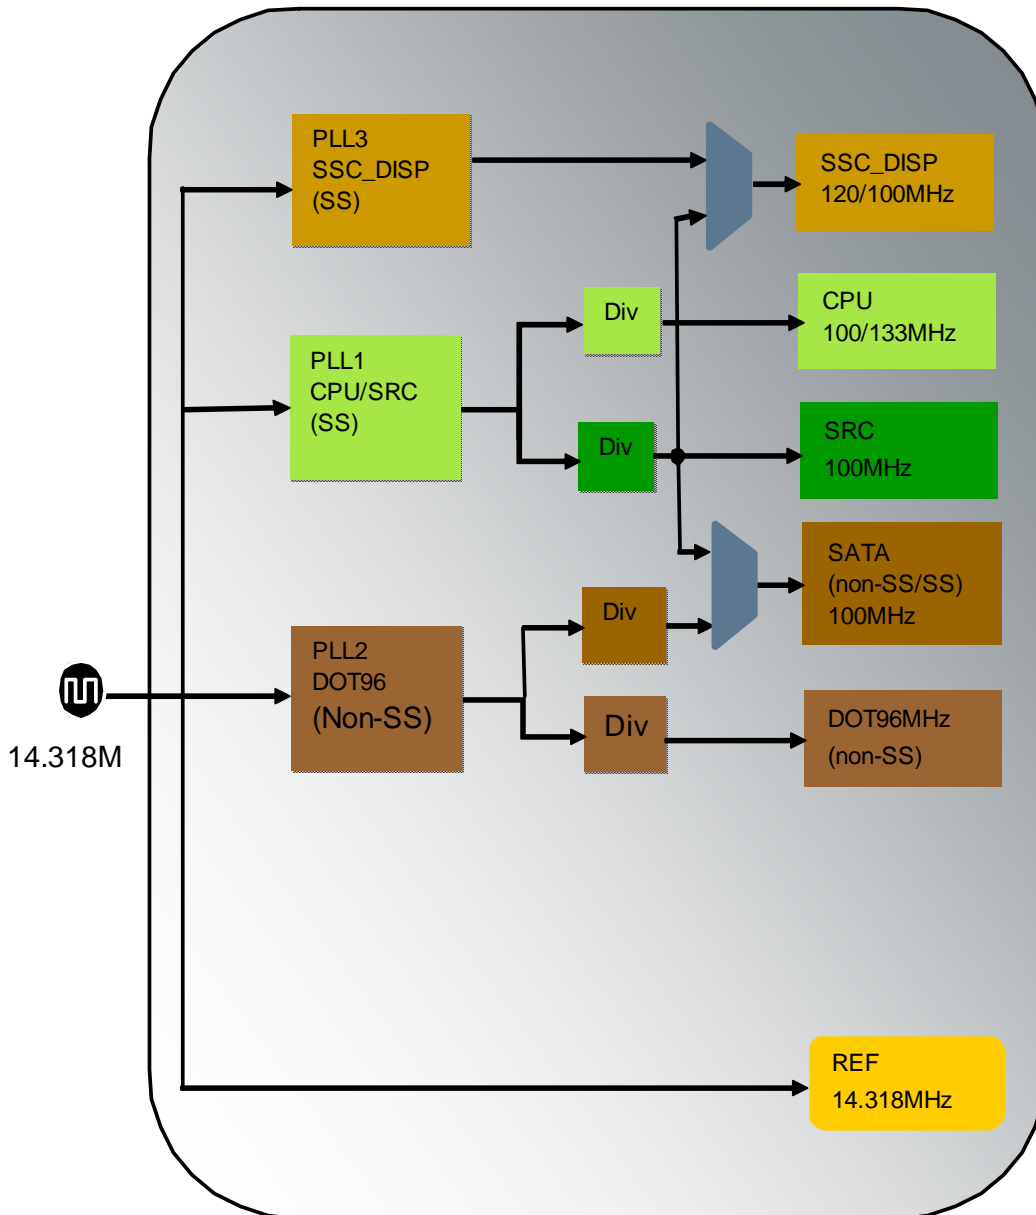 PLL3
SSC_DISP
(SS)
SSC_DISP
120/100MHz
Div
CPU
100/133MHz
PLL1
CPU/SRC
(SS)
Div
SRC
100MHz
SATA
(non-SS/SS)
100MHz
Div
PLL2
DOT96
(Non-SS)
Div
DOT96MHz
(non-SS)
14.318M
REF
14.318MHz